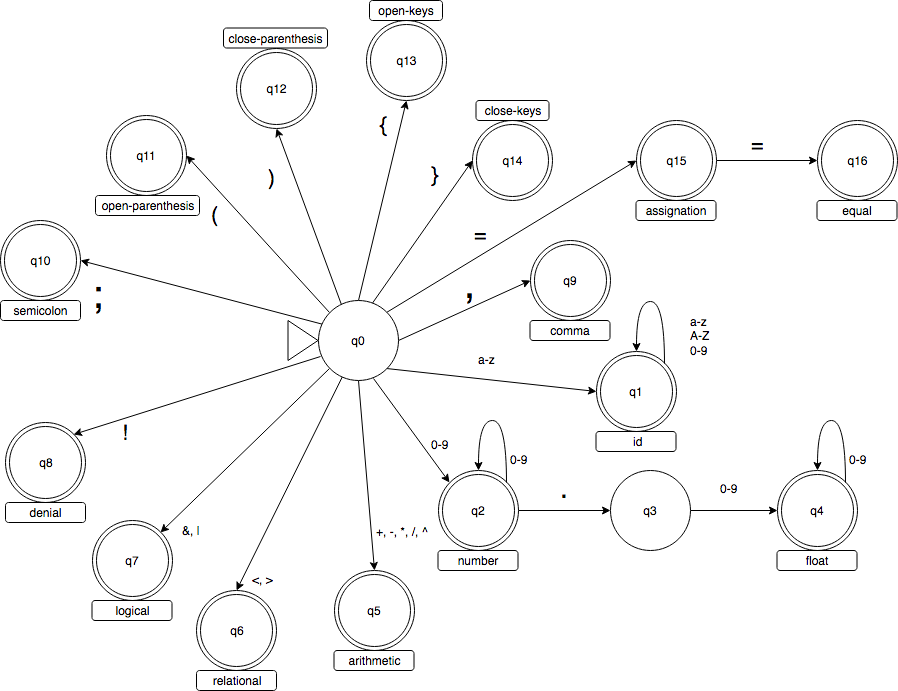 open-keys
q13
close-parenthesis
q12
{
close-keys
q14
}
q11
open-parenthesis
)
(
q15
assignation
=
q16
equal
=
q10
semicolon
;
q9
comma
,
q0
a-z
q1
id
a-z
A-Z
0-9
!
q8
denial
0-9
q2
number
0-9
.
q3
0-9
q4
float
0-9
&, |
q7
logical
<, >
q6
relational
+, -, *, /, ^
q5
arithmetic